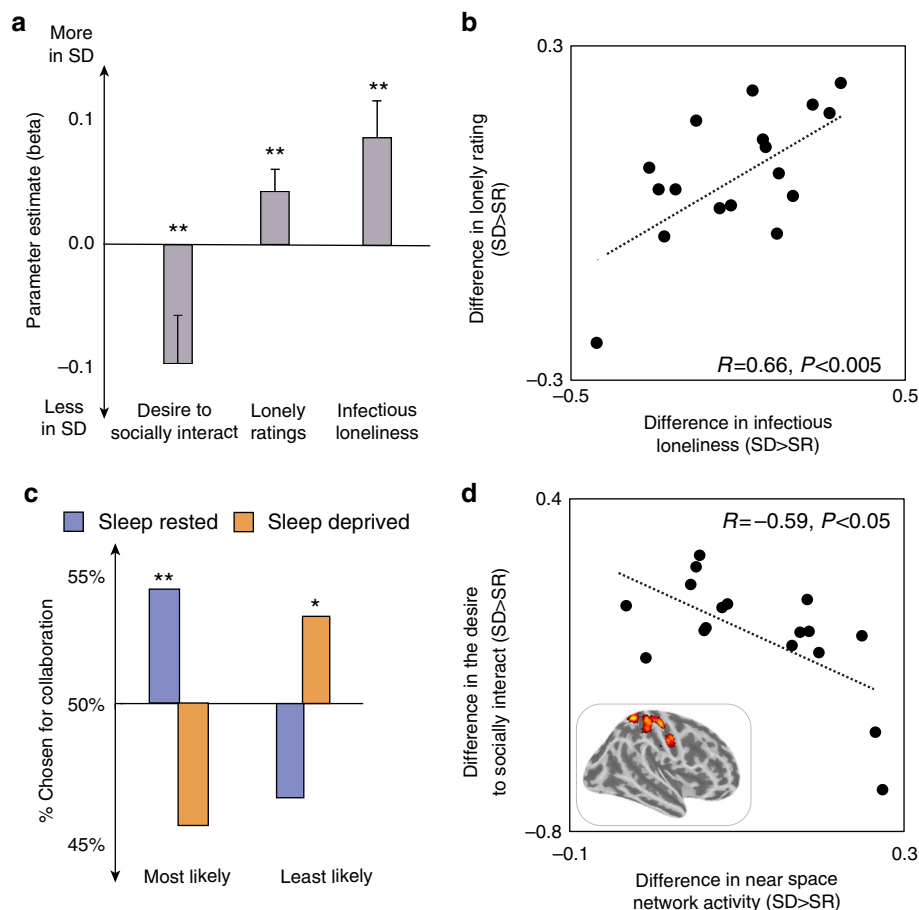 a
More
in SD
Parameter estimate (beta)
0.1
0.0
−0.1
**
**
**
Less
in SD
Desire to
socially interact
Lonely
ratings
Infectious
loneliness
b
0.3
−0.3
Difference in lonely rating
(SD>SR)
R=0.66, P<0.005
−0.5
0.5
Difference in infectious
loneliness (SD>SR)
c
Sleep rested
Sleep deprived
% Chosen for collaboration
55%
50%
45%
**
*
Most likely
Least likely
d
0.4
−0.8
Difference in the desire
to socially interact (SD>SR)
R=−0.59, P<0.05
−0.1
0.3
Difference in near space
network activity (SD>SR)